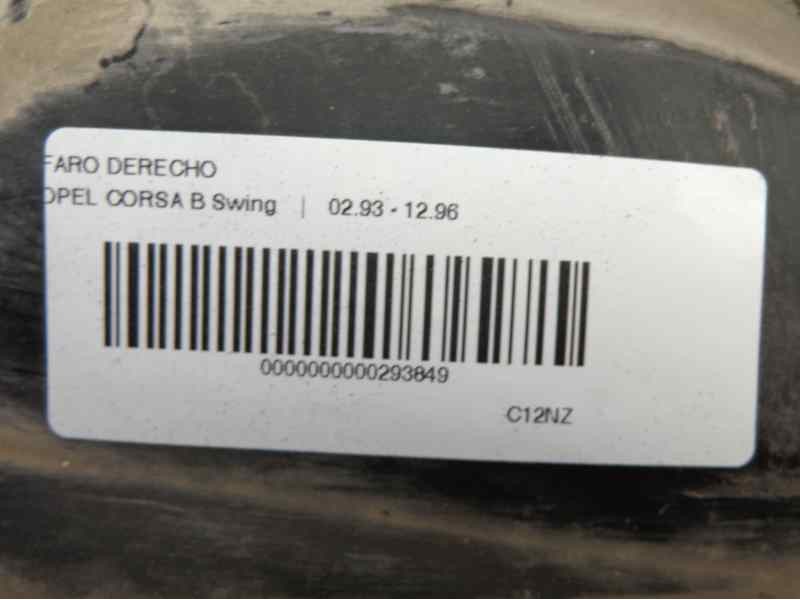 FARO DERECHO
OPEL CORSA B Swing | 02.93 - 12.96
0000000000293849
C12NZ